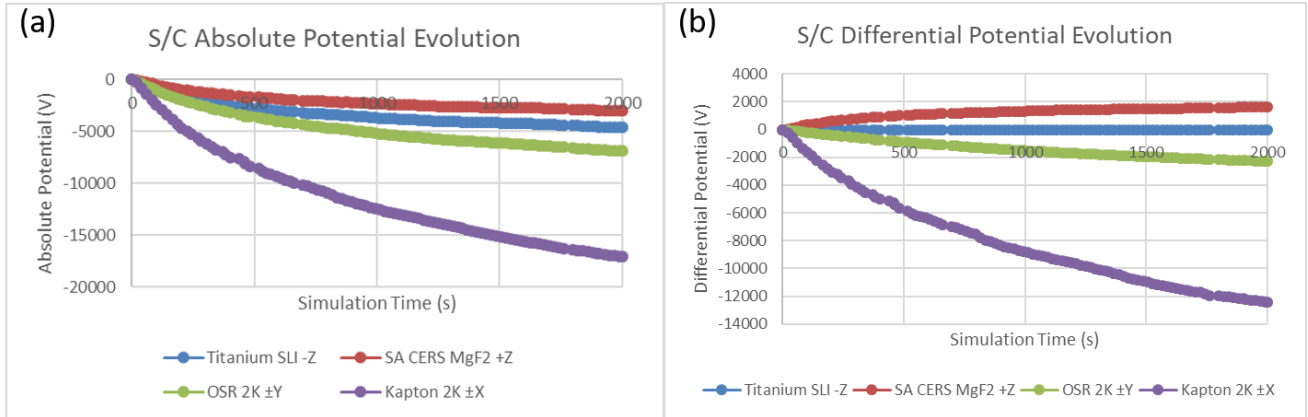 (a)
S/C Absolute Potential Evolution
0
-5000
-10000
-15000
-20000
0
500
1000
1500
2000
Absolute Potential (V)
Simulation Time (s)
Titanium SLI -Z
SA CERS MgF2 +Z
OSR 2K ±Y
Kapton 2K ±X
(b)
S/C Differential Potential Evolution
4000
2000
0
-2000
-4000
-6000
-8000
-10000
-12000
-14000
0
500
1000
1500
2000
Differential Potential (V)
Simulation Time (s)
Titanium SLI -Z
SA CERS MgF2 +Z
OSR 2K ±Y
Kapton 2K ±X